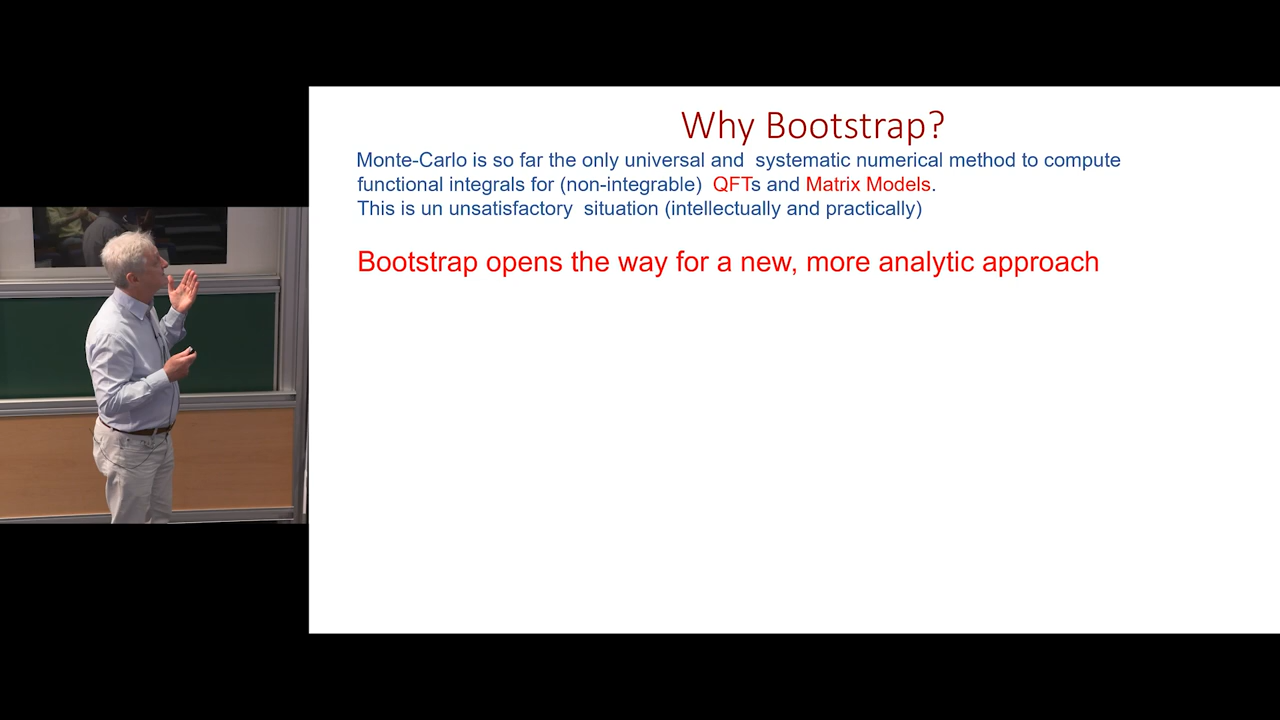 Why Bootstrap?
Monte-Carlo is so far the only universal and systematic numerical method to compute
functional integrals for (non-integrable) QFTs and Matrix Models.
This is un unsatisfactory situation (intellectually and practically)
Bootstrap opens the way for a new, more analytic approach